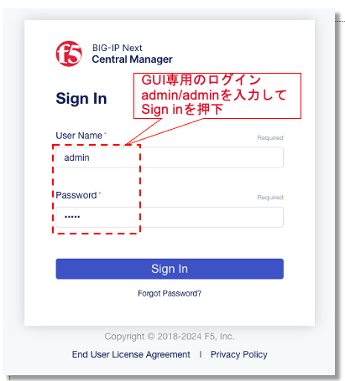 f5
BIG-IP Next
Central Manager
GUI専用のログイン
admin/adminを入力して
Sign inを押下
Sign In
User Name*
Required
admin
Password*
Required
•••••
Sign In
Forgot Password?
Copyright © 2018-2024 F5, Inc.
End User License Agreement | Privacy Policy